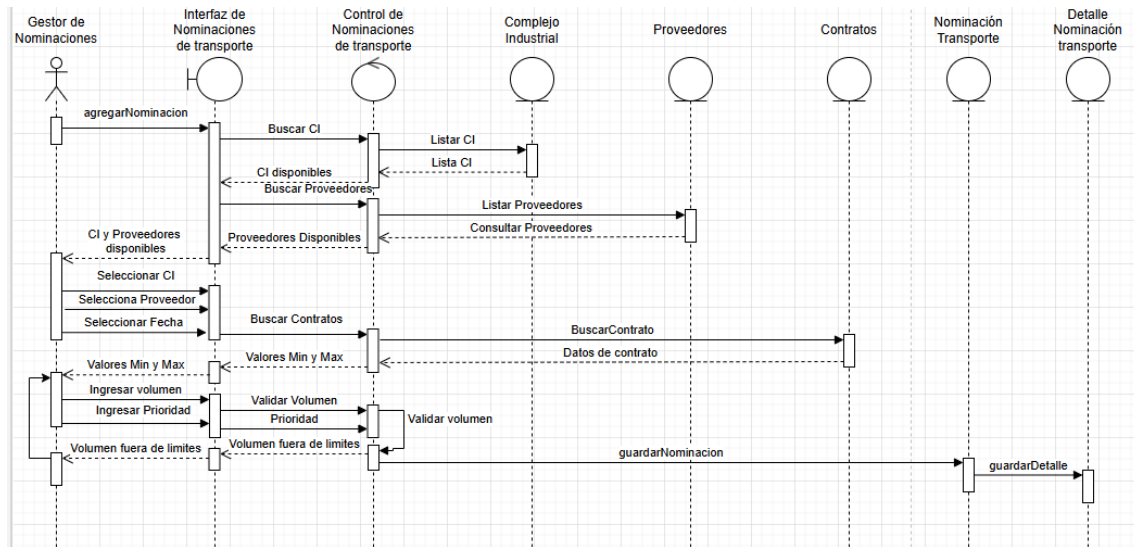 Gestor de
Nominaciones
Interfaz de
Nominaciones
de transporte
Control de
Nominaciones
de transporte
Complejo
Industrial
Proveedores
Contratos
Nominación
Transporte
Detalle
Nominación
transporte
agregarNominacion
Buscar CI
Listar CI
Lista CI
CI disponibles
Buscar Proveedores
Listar Proveedores
Consultar Proveedores
Proveedores Disponibles
CI y Proveedores
disponibles
Seleccionar CI
Selecciona Proveedor
Seleccionar Fecha
Buscar Contratos
BuscarContrato
Datos de contrato
Valores Min y Max
Valores Min y Max
Ingresar volumen
Validar Volumen
Ingresar Prioridad
Prioridad
Validar volumen
Volumen fuera de limites
Volumen fuera de limites
guardarNominacion
guardarDetalle